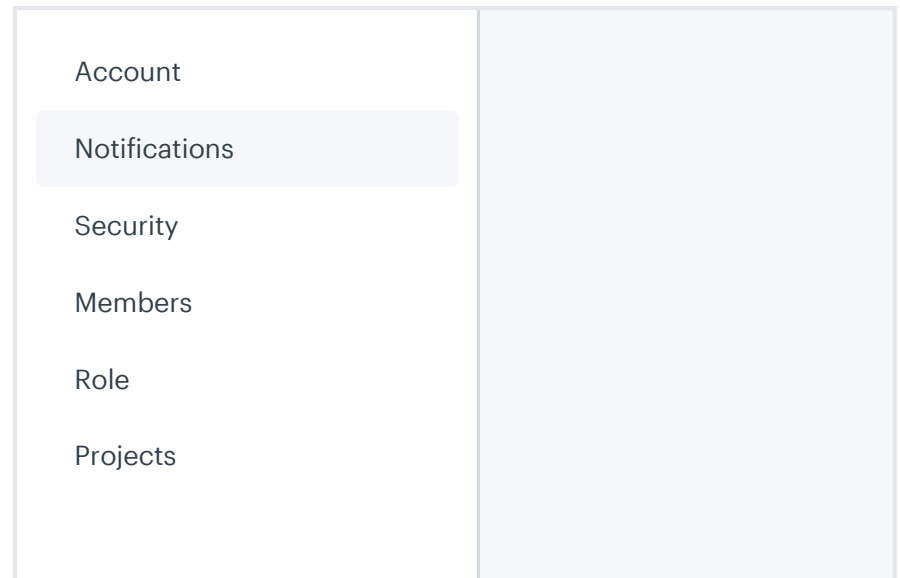 Account
Notifications
Security
Members
Role
Projects